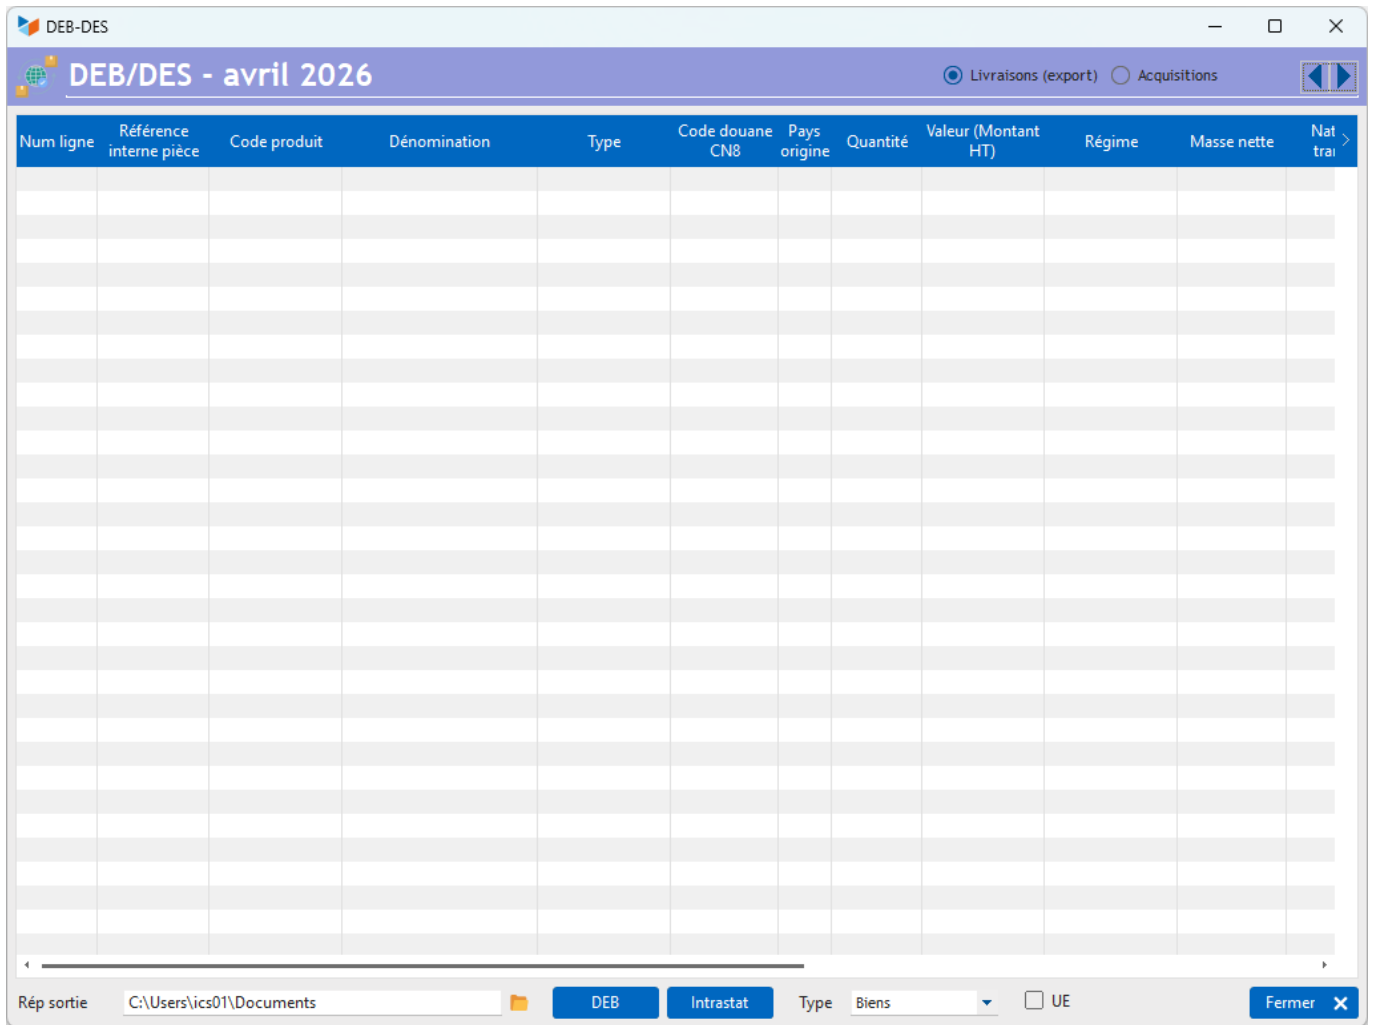 DEB-DES
DEB/DES - avril 2026
Livraisons (export)
Acquisitions
Num ligne
Référence
interne pièce
Code produit
Dénomination
Type
Code douane
CN8
Pays
origine
Quantité
Valeur (Montant
HT)
Régime
Masse nette
Nat
Rép sortie
C:\Users\ics01\Documents
DEB
Intrastat
Type
Biens
UE
Fermer